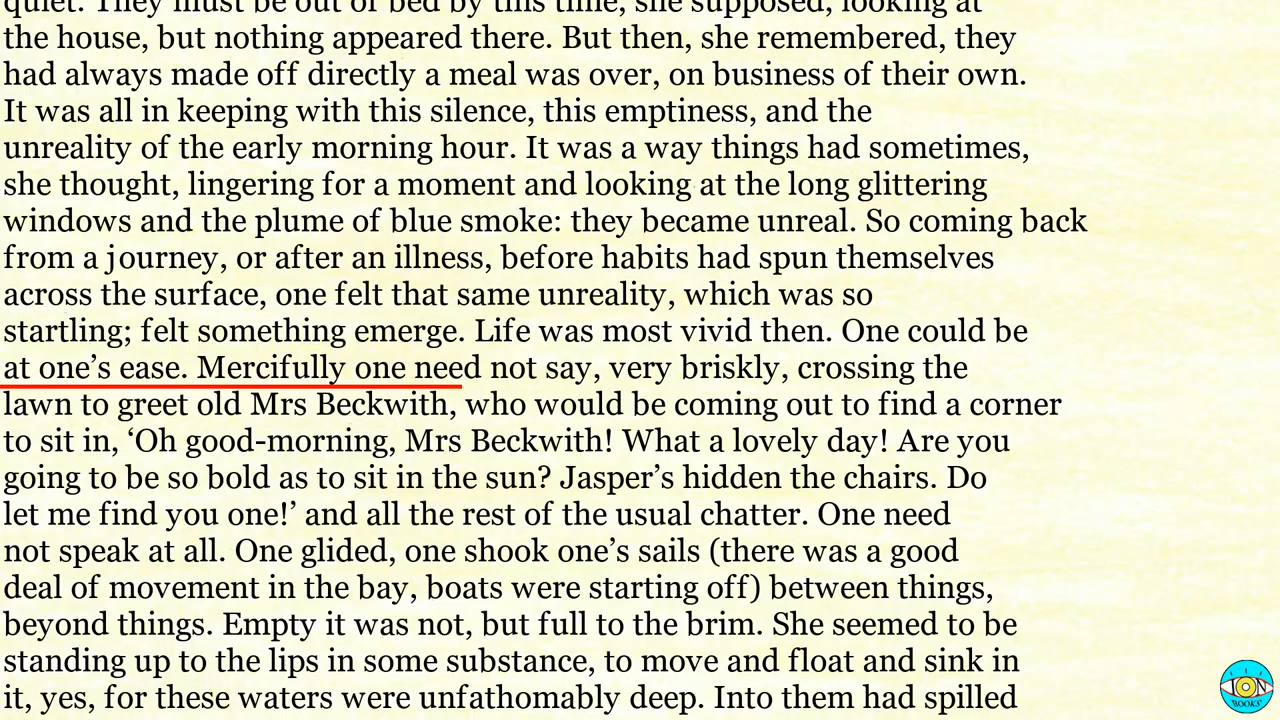 quiet. They must be out of bed by this time, she supposed, looking at
the house, but nothing appeared there. But then, she remembered, they
had always made off directly a meal was over, on business of their own.
It was all in keeping with this silence, this emptiness, and the
unreality of the early morning hour. It was a way things had sometimes,
she thought, lingering for a moment and looking at the long glittering
windows and the plume of blue smoke: they became unreal. So coming back
from a journey, or after an illness, before habits had spun themselves
across the surface, one felt that same unreality, which was so
startling; felt something emerge. Life was most vivid then. One could be
at one’s ease. Mercifully one need not say, very briskly, crossing the
lawn to greet old Mrs Beckwith, who would be coming out to find a corner
to sit in, ‘Oh good-morning, Mrs Beckwith! What a lovely day! Are you
going to be so bold as to sit in the sun? Jasper’s hidden the chairs. Do
let me find you one!’ and all the rest of the usual chatter. One need
not speak at all. One glided, one shook one’s sails (there was a good
deal of movement in the bay, boats were starting off) between things,
beyond things. Empty it was not, but full to the brim. She seemed to be
standing up to the lips in some substance, to move and float and sink in
it, yes, for these waters were unfathomably deep. Into them had spilled
ION
BOOKS